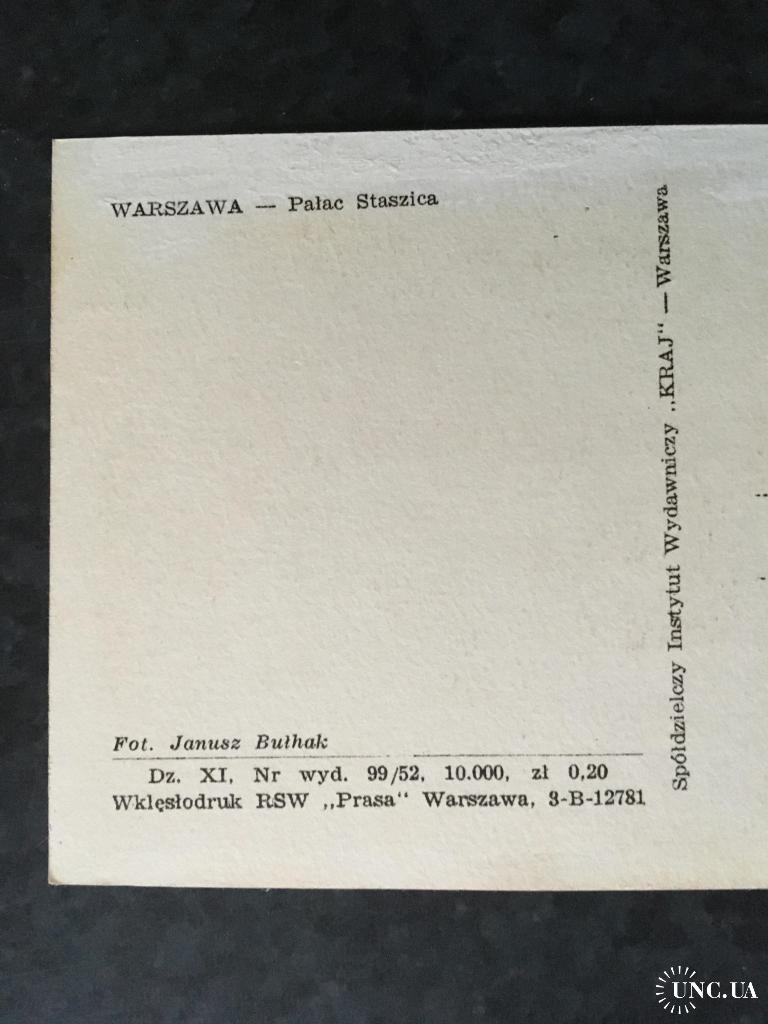 WARSZAWA — Pałac Staszica
Spółdzielczy Instytut Wydawniczy „KRAJ" — Warszawa
Fot. Janusz Bułhak
Dz. XI, Nr wyd. 99/52, 10.000, zł 0,20
Wklęsłodruk RSW „Prasa" Warszawa, 3-B-12781
UNC.UA